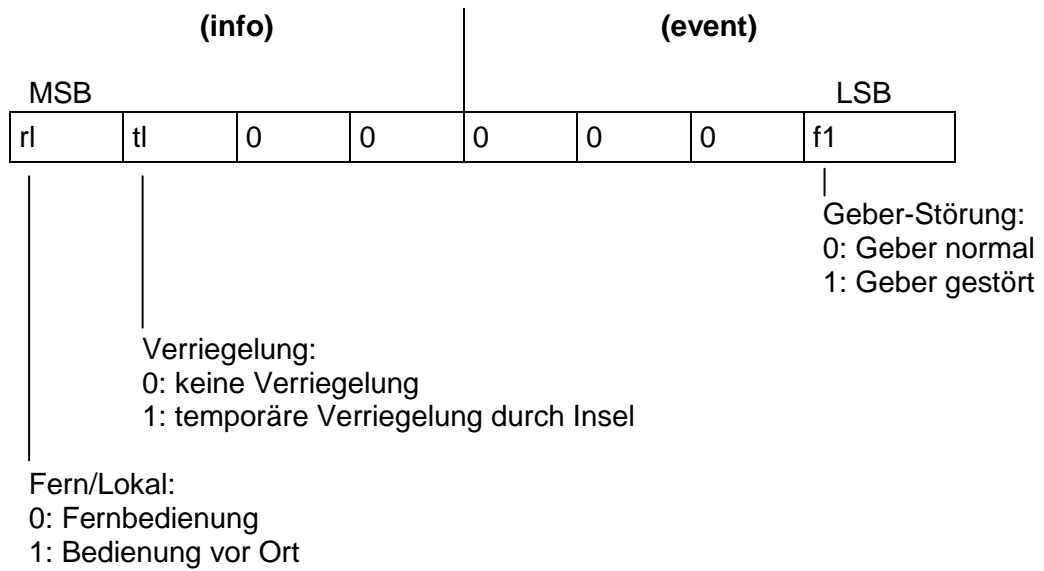 (info) (event)
MSB LSB
rl tl 0 0 0 0 0 f1
Geber-Störung:
0: Geber normal
1: Geber gestört
Verriegelung:
0: keine Verriegelung
1: temporäre Verriegelung durch Insel
Fern/Lokal:
0: Fernbedienung
1: Bedienung vor Ort